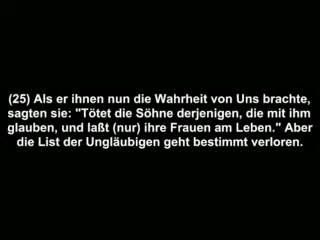 (25) Als er ihnen nun die Wahrheit von Uns brachte,
sagten sie: "Tötet die Söhne derjenigen, die mit ihm
glauben, und laßt (nur) ihre Frauen am Leben." Aber
die List der Ungläubigen geht bestimmt verloren.